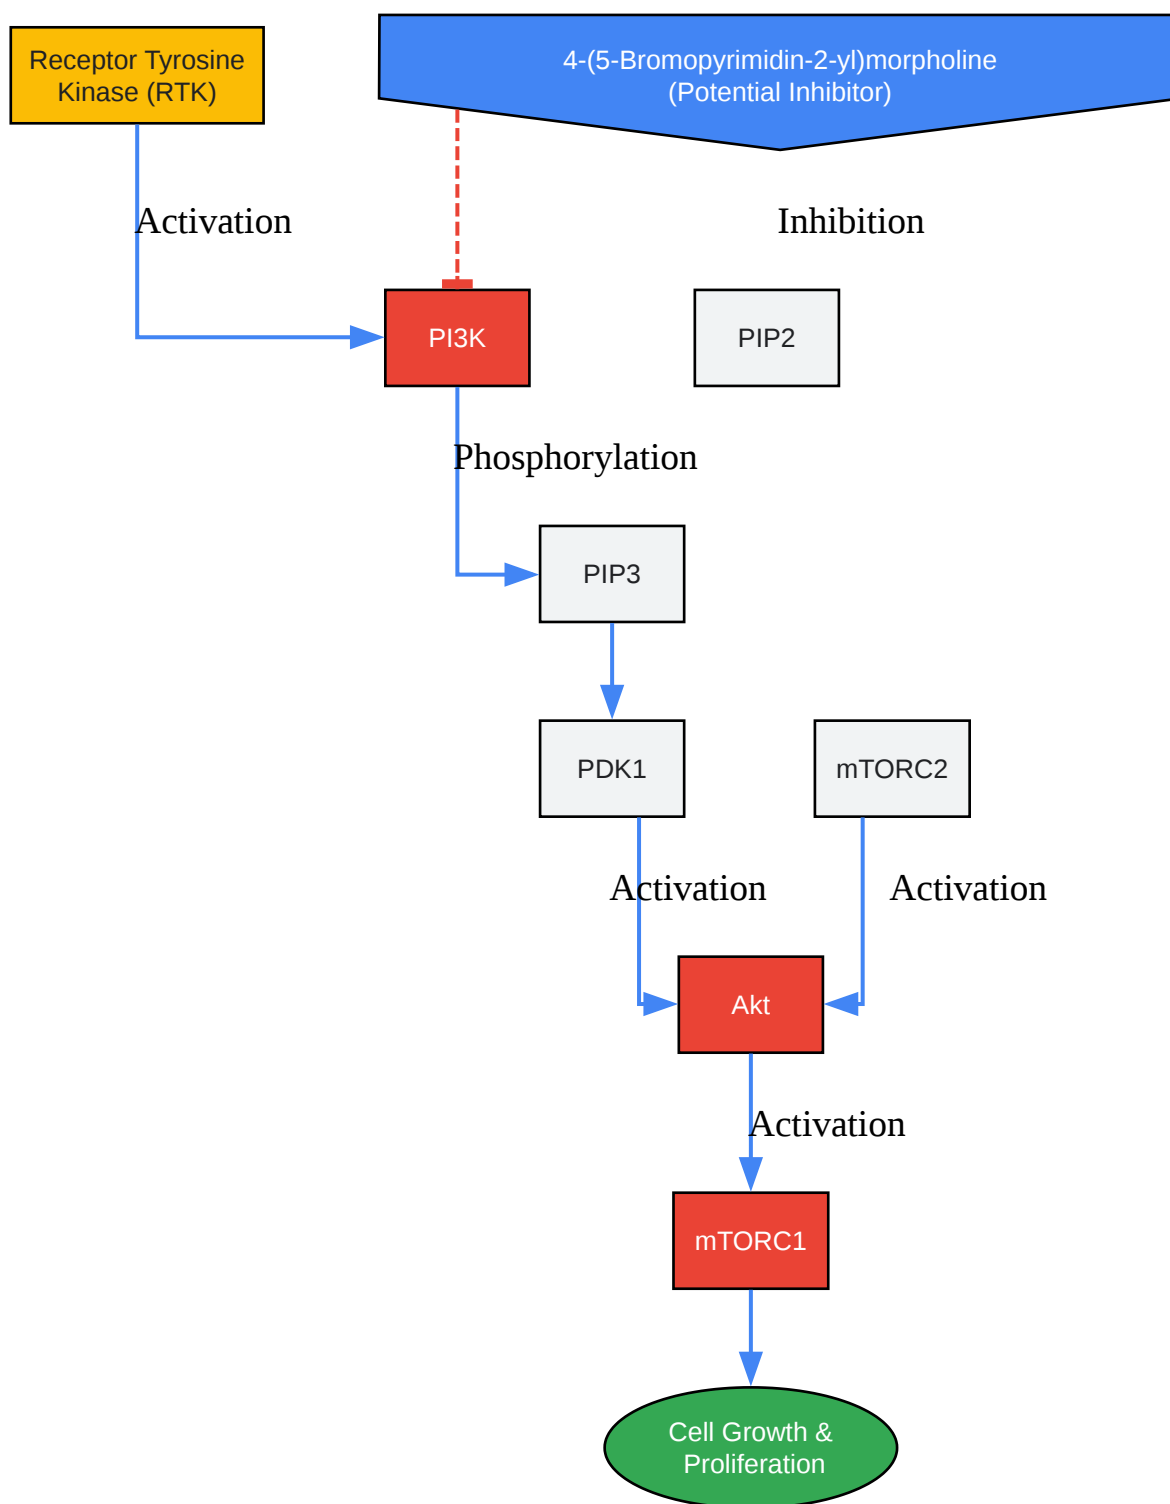 Receptor Tyrosine
Kinase (RTK)
4-(5-Bromopyrimidin-2-yl)morpholine
(Potential Inhibitor)
Activation
Inhibition
PI3K
PIP2
Phosphorylation
PIP3
PDK1
mTORC2
Activation
Activation
Akt
Activation
mTORC1
Cell Growth &
Proliferation